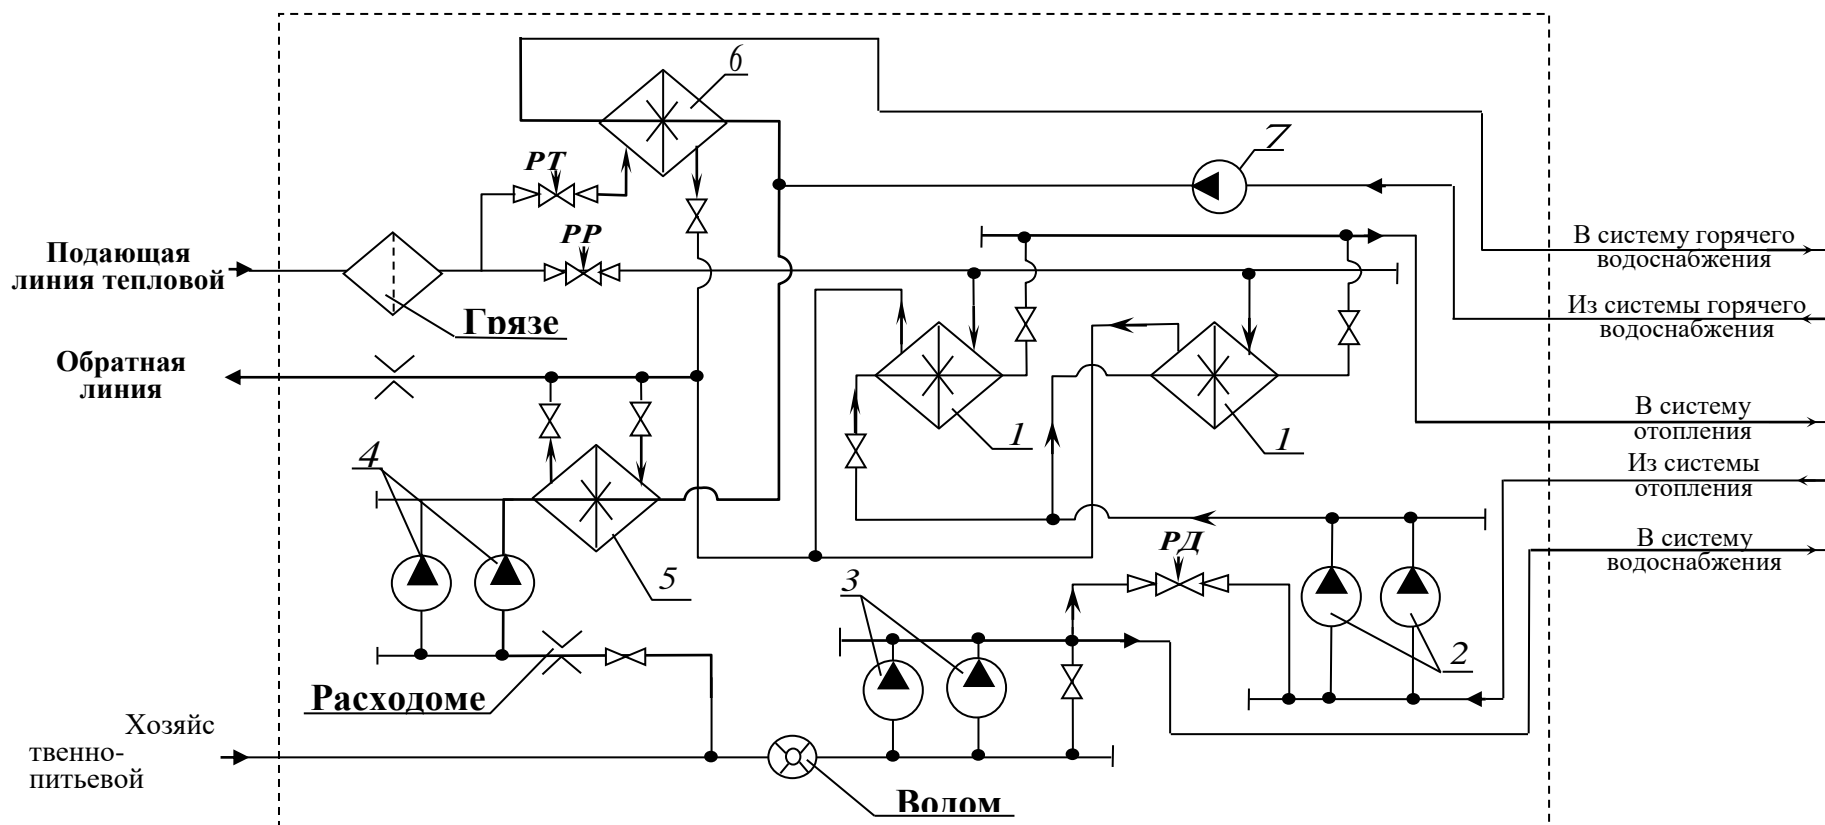 6
7
РТ
РР
Подающая
линия тепловой
Грязе
Обратная
линия
В систему горячего
водоснабжения
Из системы горячего
водоснабжения
В систему
отопления
Из системы
отопления
В систему
водоснабжения
1
1
4
5
3
РД
2
Расходоме
Хозяйс
твенно-
питьевой
Водом